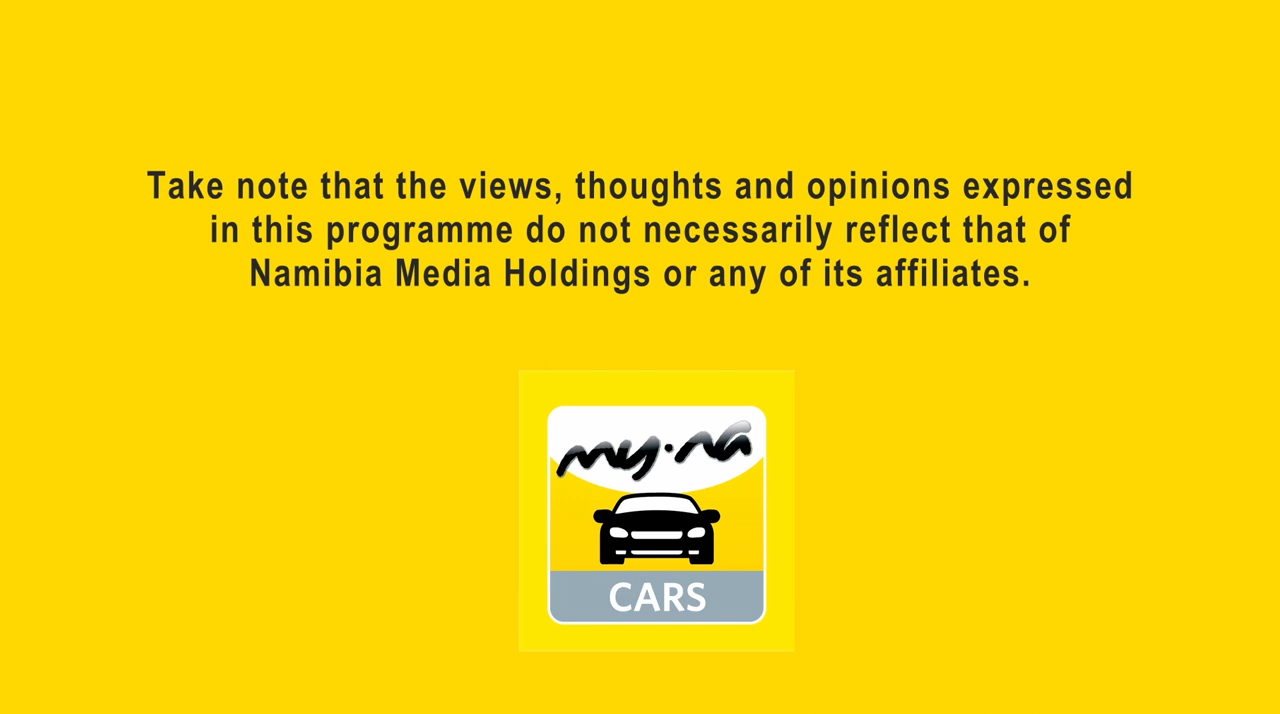 Take note that the views, thoughts and opinions expressed
in this programme do not necessarily reflect that of
Namibia Media Holdings or any of its affiliates.
my·na
CARS